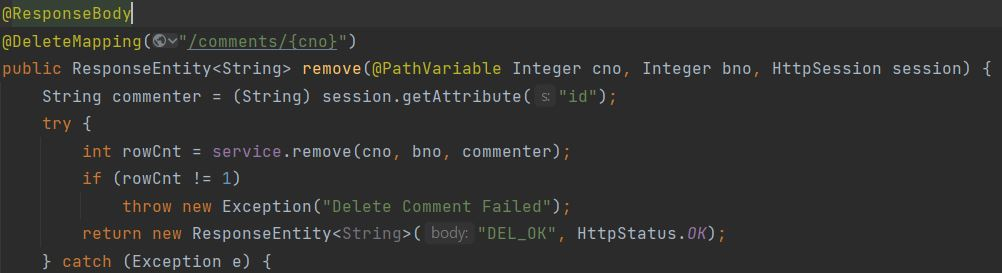 @ResponseBody
@DeleteMapping("/comments/{cno}")
public ResponseEntity<String> remove(@PathVariable Integer cno, Integer bno, HttpSession session) {
    String commenter = (String) session.getAttribute( s: "id");
    try {
        int rowCnt = service.remove(cno, bno, commenter);
        if (rowCnt != 1)
            throw new Exception("Delete Comment Failed");
        return new ResponseEntity<String>( body: "DEL_OK", HttpStatus.OK);
    } catch (Exception e) {